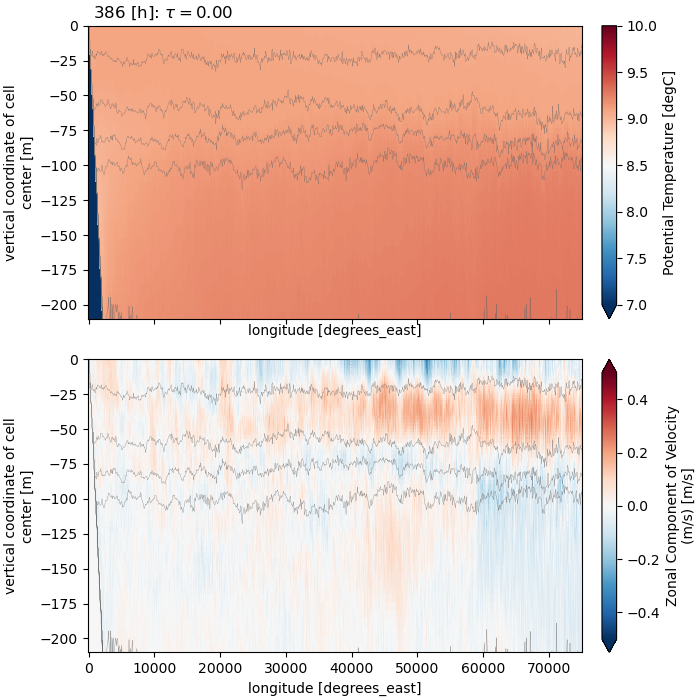 386 [h]: τ = 0.00
0
−25
−50
−75
−100
−125
−150
−175
−200
vertical coordinate of cell
center [m]
longitude [degrees_east]
10.0
9.5
9.0
8.5
8.0
7.5
7.0
Potential Temperature [degC]
0
−25
−50
−75
−100
−125
−150
−175
−200
vertical coordinate of cell
center [m]
0 10000 20000 30000 40000 50000 60000 70000
longitude [degrees_east]
0.4
0.2
0.0
−0.2
−0.4
Zonal Component of Velocity
(m/s) [m/s]